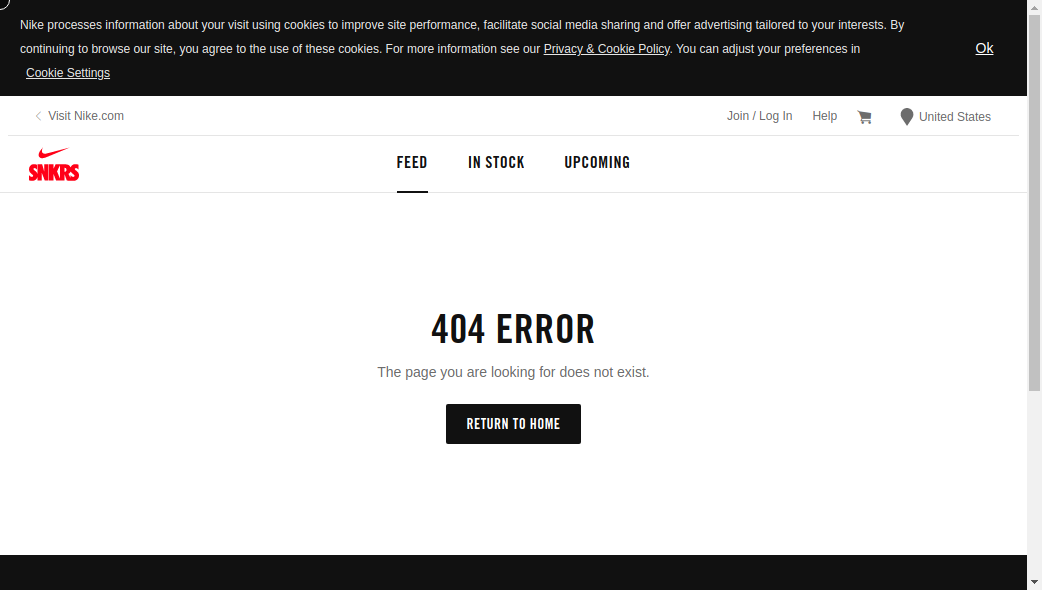 Nike processes information about your visit using cookies to improve site performance, facilitate social media sharing and offer advertising tailored to your interests. By
continuing to browse our site, you agree to the use of these cookies. For more information see our Privacy & Cookie Policy. You can adjust your preferences in
Cookie Settings
Ok
Visit Nike.com
Join / Log In
Help
United States
SNKRS
FEED
IN STOCK
UPCOMING
404 ERROR
The page you are looking for does not exist.
RETURN TO HOME